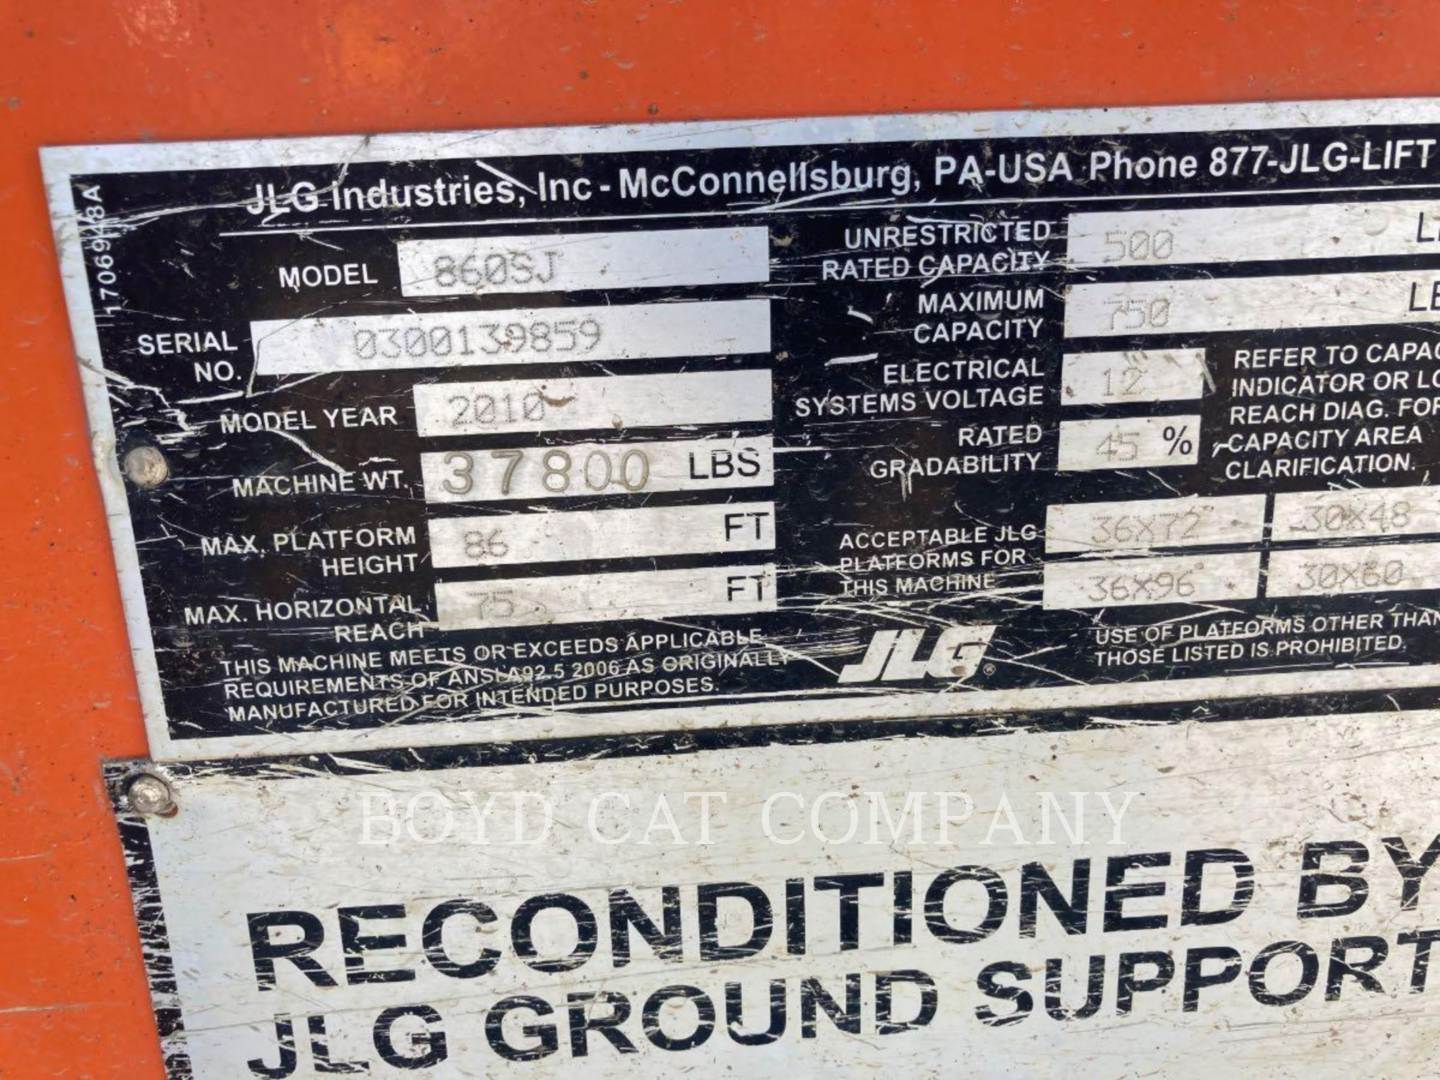 1706948A
JLG Industries, Inc - McConnellsburg, PA-USA Phone 877-JLG-LIFT
MODEL 860SJ
SERIAL NO. 0300139859
MODEL YEAR 2010
MACHINE WT. 37800 LBS
MAX. PLATFORM HEIGHT 86 FT
MAX. HORIZONTAL REACH 75 FT
THIS MACHINE MEETS OR EXCEEDS APPLICABLE
REQUIREMENTS OF ANSI A92.5 2006 AS ORIGINALLY
MANUFACTURED FOR INTENDED PURPOSES.
UNRESTRICTED
RATED CAPACITY 500
MAXIMUM
CAPACITY 750
ELECTRICAL
SYSTEMS VOLTAGE 12
RATED
GRADABILITY 45 %
REFER TO
INDICATOR OR
REACH DIAG. FOR
CAPACITY AREA
CLARIFICATION.
ACCEPTABLE JLG
PLATFORMS FOR
THIS MACHINE
36X72 30X48
36X96 30X60
JLG®
USE OF PLATFORMS OTHER THAN
THOSE LISTED IS PROHIBITED.
BOYD CAT COMPANY
RECONDITIONED BY
JLG GROUND SUPPORT